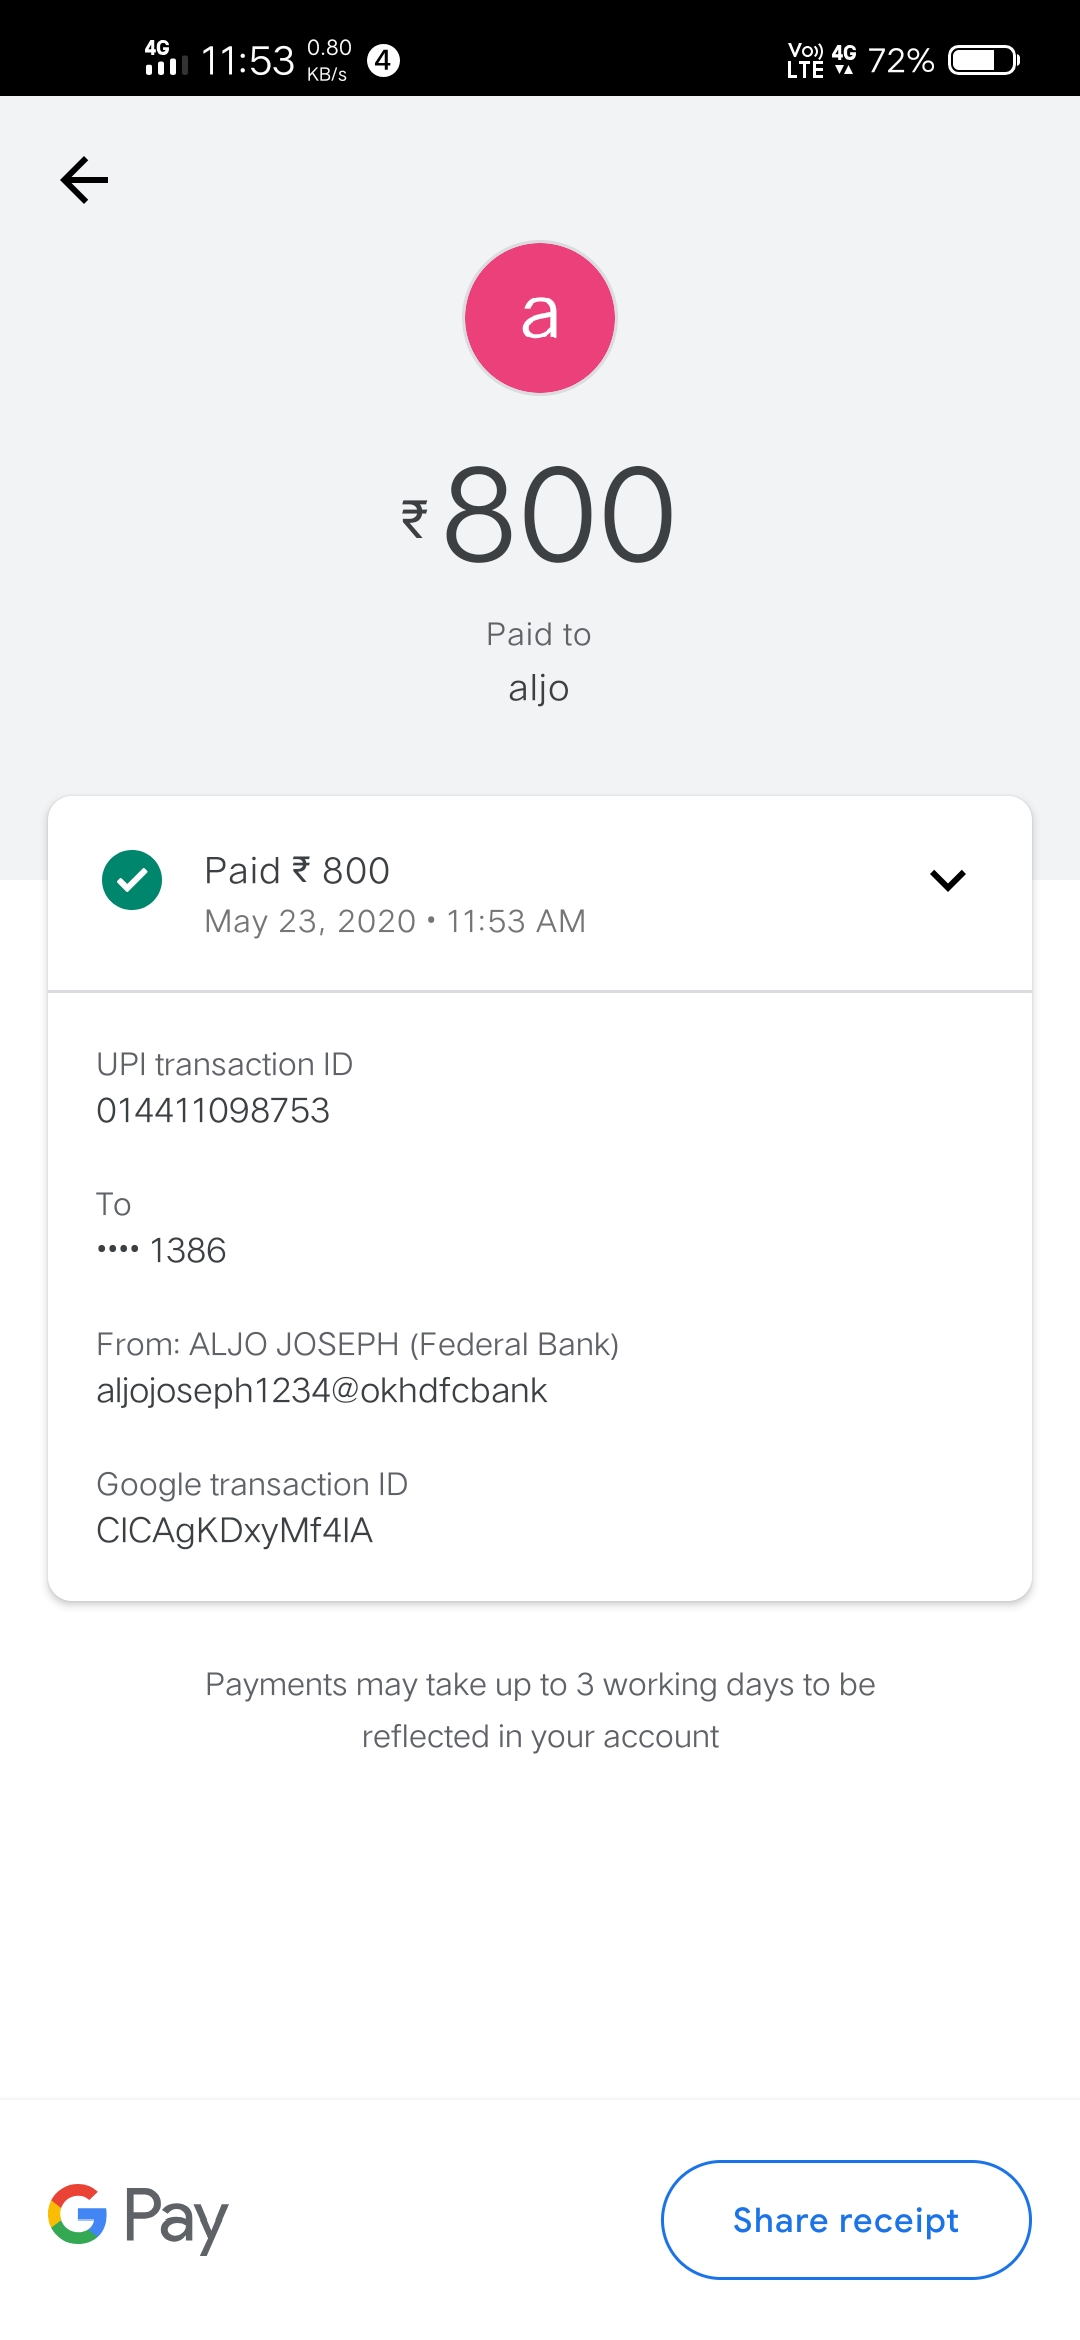 4G 11:53 0.80 KB/s 4 VoLTE 4G 72%
a
₹800
Paid to
aljo
Paid ₹ 800
May 23, 2020 • 11:53 AM
UPI transaction ID
014411098753
To
•••• 1386
From: ALJO JOSEPH (Federal Bank)
aljojoseph1234@okhdfcbank
Google transaction ID
CICAgKDxyMf4IA
Payments may take up to 3 working days to be
reflected in your account
G Pay
Share receipt